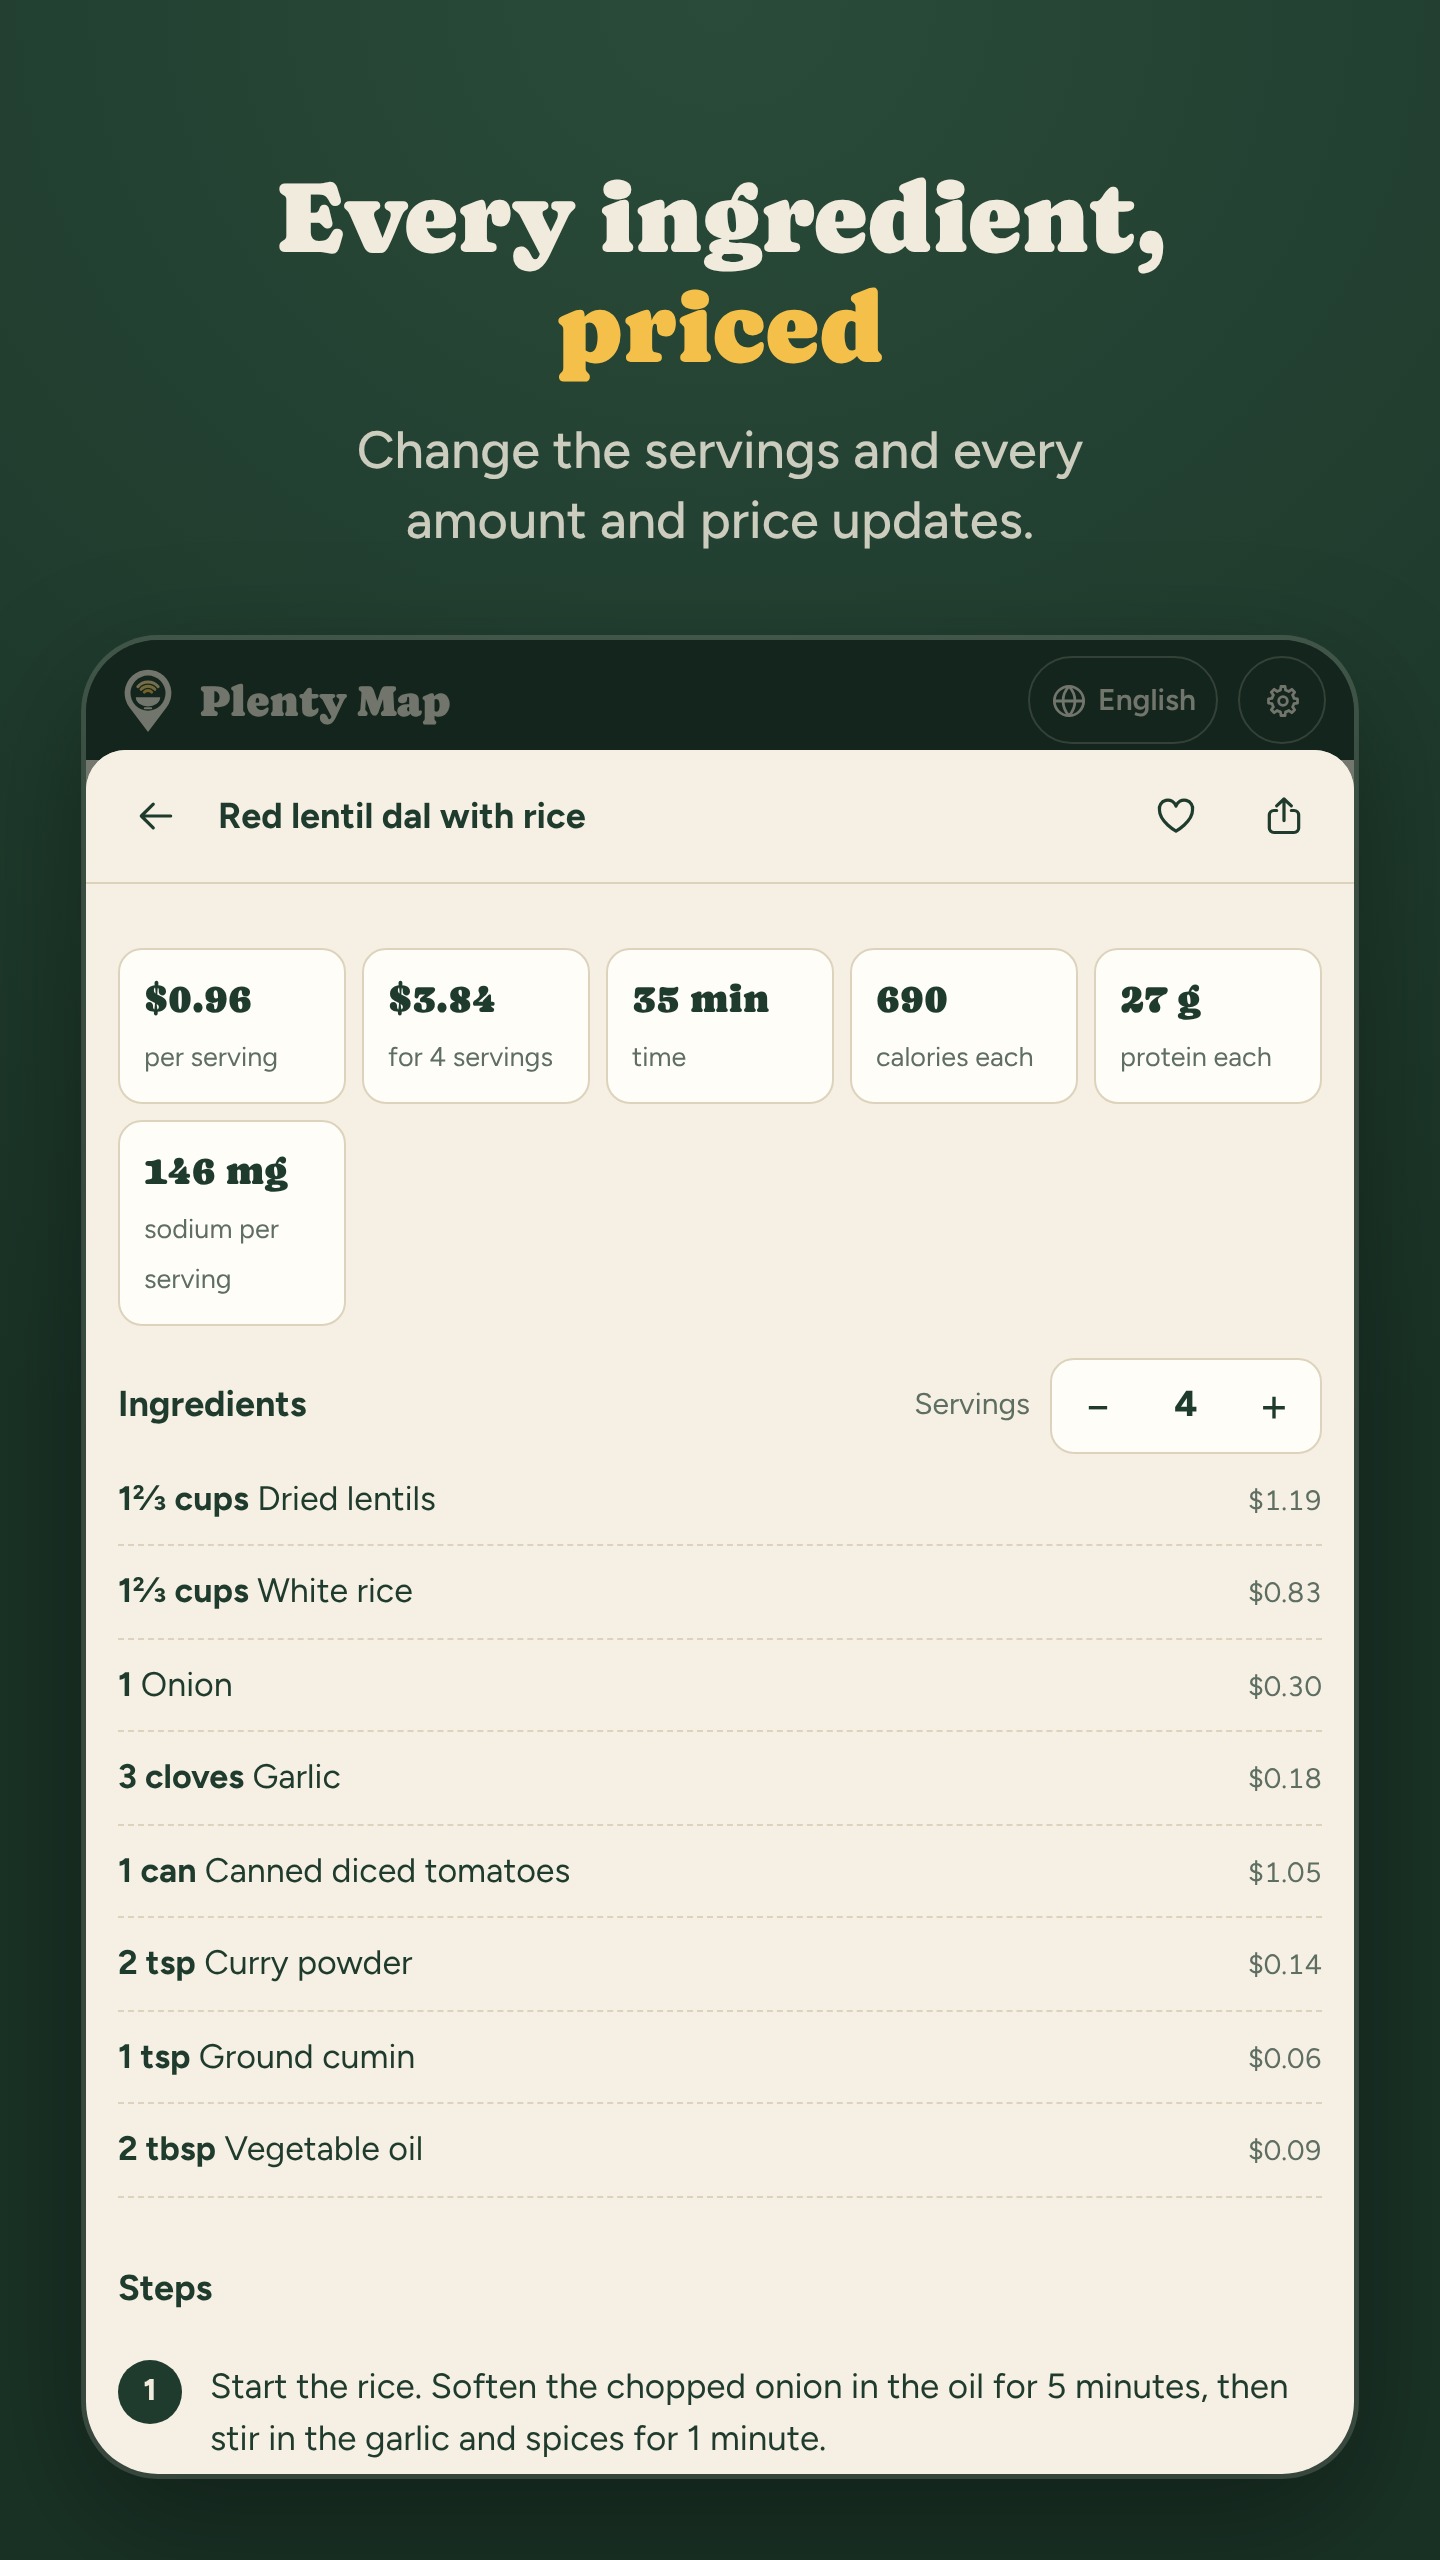 Every ingredient,
priced
Change the servings and every
amount and price updates.
Plenty Map
English
Red lentil dal with rice
$0.96
per serving
$3.84
for 4 servings
35 min
time
690
calories each
27 g
protein each
146 mg
sodium per
serving
Ingredients
Servings − 4 +
1⅔ cups Dried lentils $1.19
1⅔ cups White rice $0.83
1 Onion $0.30
3 cloves Garlic $0.18
1 can Canned diced tomatoes $1.05
2 tsp Curry powder $0.14
1 tsp Ground cumin $0.06
2 tbsp Vegetable oil $0.09
Steps
1 Start the rice. Soften the chopped onion in the oil for 5 minutes, then
stir in the garlic and spices for 1 minute.